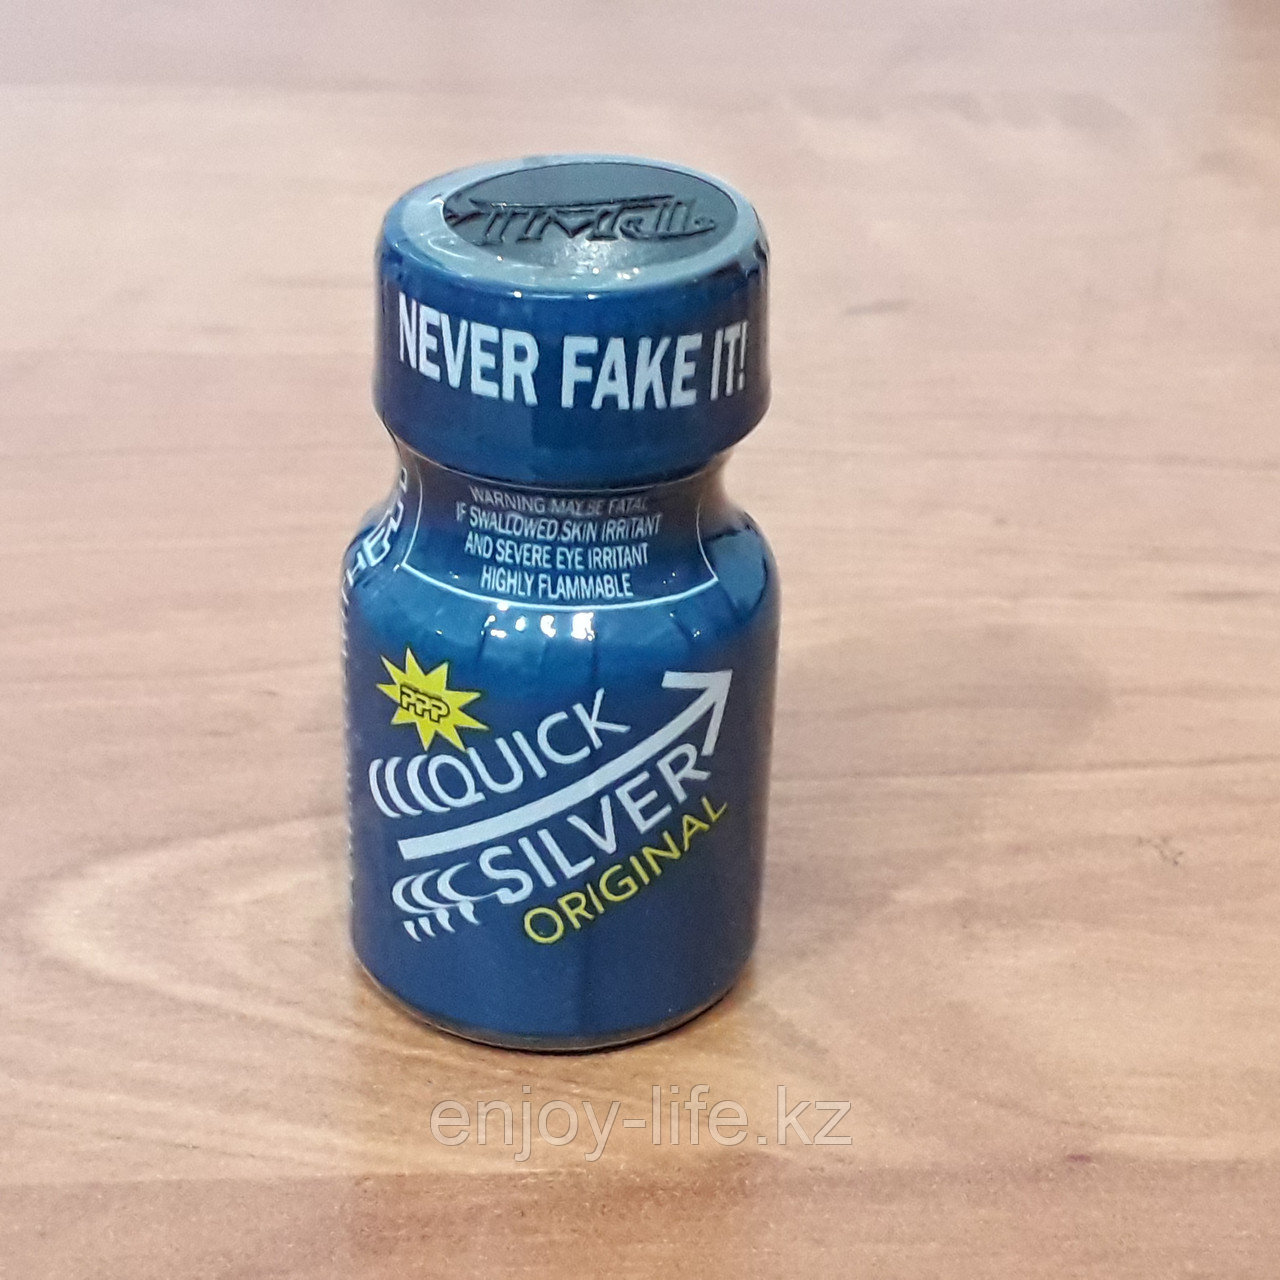 NEVER FAKE IT!
WARNING MAY BE FATAL
IF SWALLOWED.SKIN IRRITANT
AND SEVERE EYE IRRITANT
HIGHLY FLAMMABLE
PPP
QUICK
SILVER
ORIGINAL
enjoy-life.kz